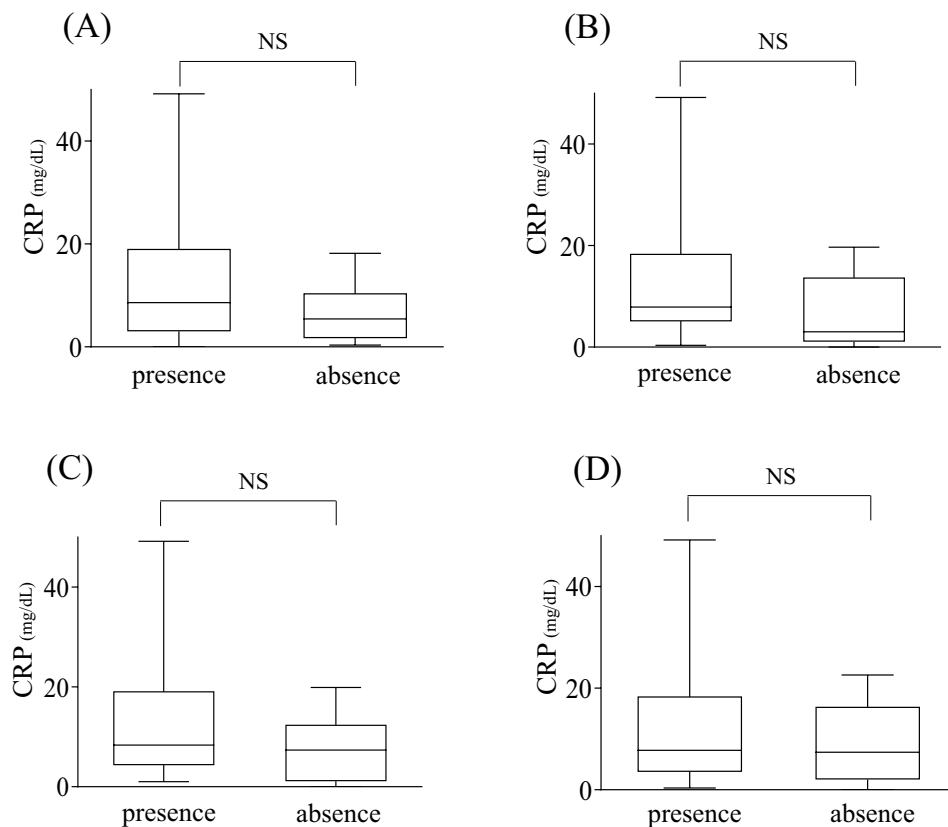 (A)
NS
CRP (mg/dL)
40
20
0
presence absence
(B)
NS
CRP (mg/dL)
40
20
0
presence absence
(C)
NS
CRP (mg/dL)
40
20
0
presence absence
(D)
NS
CRP (mg/dL)
40
20
0
presence absence